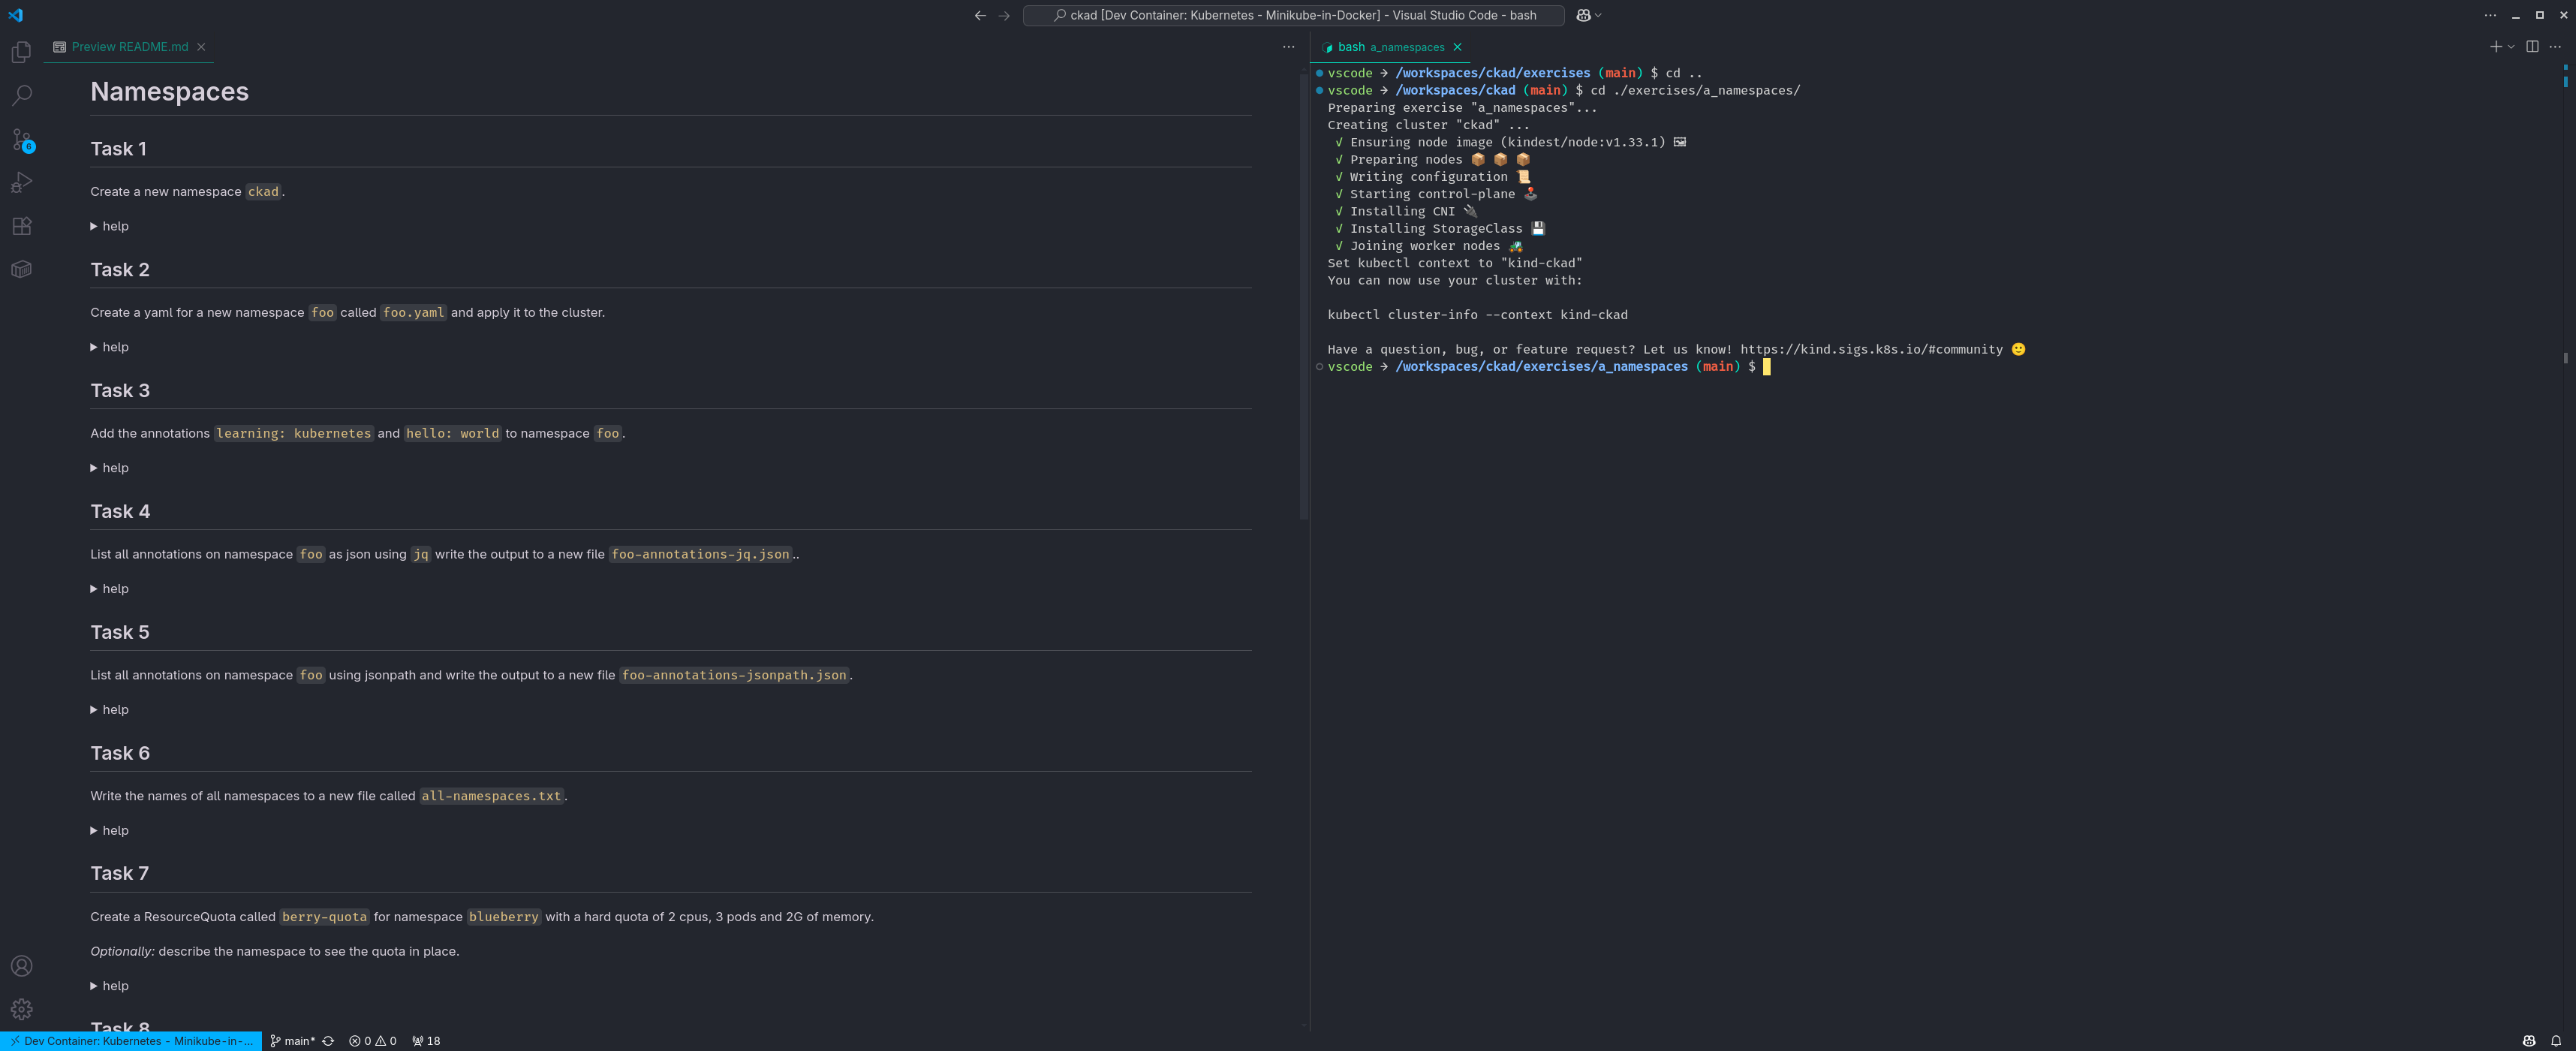 ckad [Dev Container: Kubernetes - Minikube-in-Docker] - Visual Studio Code - bash
Preview README.md
Namespaces
Task 1
Create a new namespace ckad.
help
Task 2
Create a yaml for a new namespace foo called foo.yaml and apply it to the cluster.
help
Task 3
Add the annotations learning: kubernetes and hello: world to namespace foo.
help
Task 4
List all annotations on namespace foo as json using jq write the output to a new file foo-annotations-jq.json..
help
Task 5
List all annotations on namespace foo using jsonpath and write the output to a new file foo-annotations-jsonpath.json.
help
Task 6
Write the names of all namespaces to a new file called all-namespaces.txt.
help
Task 7
Create a ResourceQuota called berry-quota for namespace blueberry with a hard quota of 2 cpus, 3 pods and 2G of memory.
Optionally: describe the namespace to see the quota in place.
help
Task 8
bash a_namespaces
vscode → /workspaces/ckad/exercises (main) $ cd ..
vscode → /workspaces/ckad (main) $ cd ./exercises/a_namespaces/
Preparing exercise "a_namespaces"...
Creating cluster "ckad" ...
✓ Ensuring node image (kindest/node:v1.33.1) 🖼
✓ Preparing nodes 📦 📦 📦
✓ Writing configuration 📜
✓ Starting control-plane 🕹️
✓ Installing CNI 🔌
✓ Installing StorageClass 💾
✓ Joining worker nodes 🚜
Set kubectl context to "kind-ckad"
You can now use your cluster with:
kubectl cluster-info --context kind-ckad
Have a question, bug, or feature request? Let us know! https://kind.sigs.k8s.io/#community 🙂
vscode → /workspaces/ckad/exercises/a_namespaces (main) $
6
Dev Container: Kubernetes - Minikube-in-... main* 0 0 18